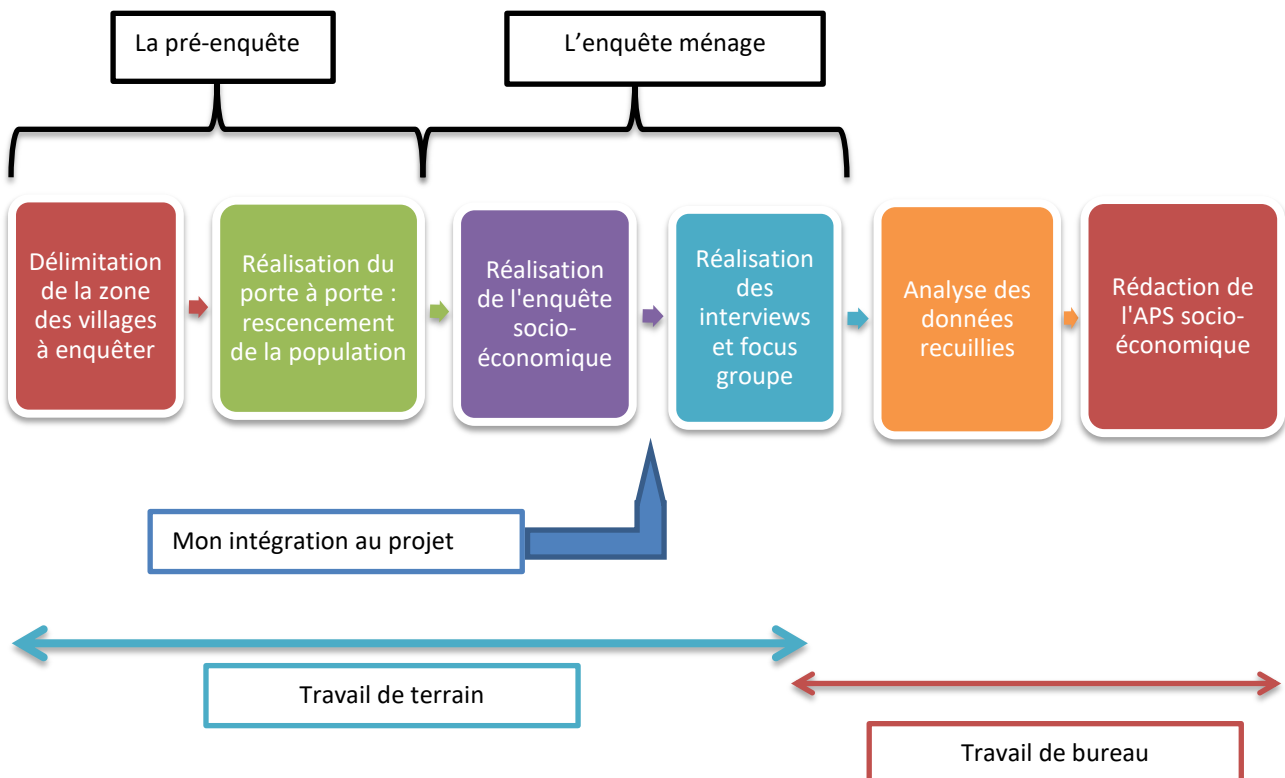 La pré-enquête
L'enquête ménage
Délimitation
de la zone
des villages
à enquêter
Réalisation du
porte à porte :
rescencement
de la population
Réalisation
de l'enquête
socio-
économique
Réalisation
des
interviews
et focus
groupe
Analyse des
données
recuillies
Rédaction de
l'APS socio-
économique
Mon intégration au projet
Travail de terrain
Travail de bureau